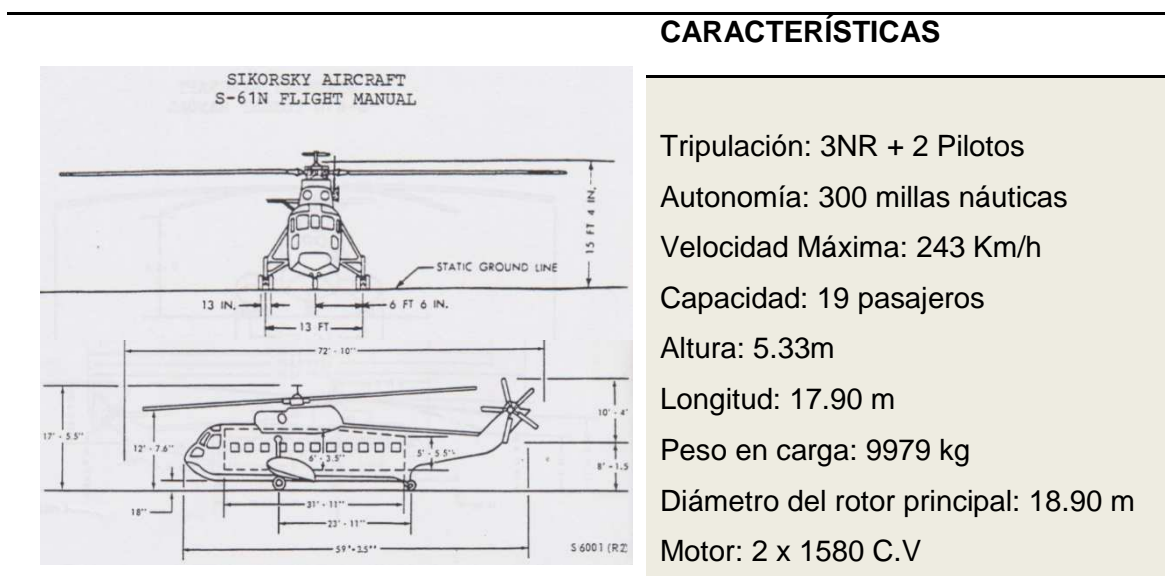 CARACTERÍSTICAS
SIKORSKY AIRCRAFT
S-61N FLIGHT MANUAL
15 FT 4 IN.
STATIC GROUND LINE
13 IN.
6 FT 6 IN.
13 FT
72' - 10"
17' - 5.5"
12' - 7.6"
6' - 3.5"
5' - 5.5"
10' - 4"
8' - 1.5
18"
31' - 11"
23' - 11"
59' - 3.5"
S 6001 (R2)
Tripulación: 3NR + 2 Pilotos
Autonomía: 300 millas náuticas
Velocidad Máxima: 243 Km/h
Capacidad: 19 pasajeros
Altura: 5.33m
Longitud: 17.90 m
Peso en carga: 9979 kg
Diámetro del rotor principal: 18.90 m
Motor: 2 x 1580 C.V